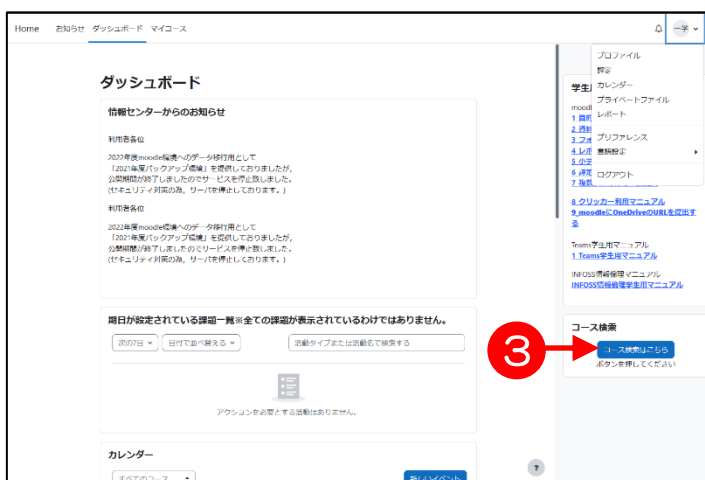 Home お知らせ ダッシュボード マイコース
一学
プロファイル
評定
カレンダー
プライベートファイル
レポート
プリファレンス
言語設定
ログアウト
ダッシュボード
情報センターからのお知らせ
利用者各位
2022年度moodle環境へのデータ移行用として
「2021年度バックアップ環境」を提供しておりましたが、
公開期間が終了しましたのでサービスを停止致しました。
(セキュリティ対策の為、サーバを停止しております。)
利用者各位
2022年度moodle環境へのデータ移行用として
「2021年度バックアップ環境」を提供しておりましたが、
公開期間が終了しましたのでサービスを停止致しました。
(セキュリティ対策の為、サーバを停止しております。)
期日が設定されている課題一覧※全ての課題が表示されているわけではありません。
次の7日
日付で並べ替える
活動タイプまたは活動名で検索する
アクションを必要とする活動はありません。
カレンダー
すべてのコース
新しいイベント
学生
mood
1 目的
2 資料
3 フォ
4 レポ
5 小テ
6 評定
7 複数
8 クリッカー利用マニュアル
9_moodleにOneDriveのURLを提出す
る
Teams学生用マニュアル
1 Teams学生用マニュアル
INFOSS情報倫理マニュアル
INFOSS情報倫理学生用マニュアル
コース検索
3
コース検索はこちら
ボタンを押してください
?